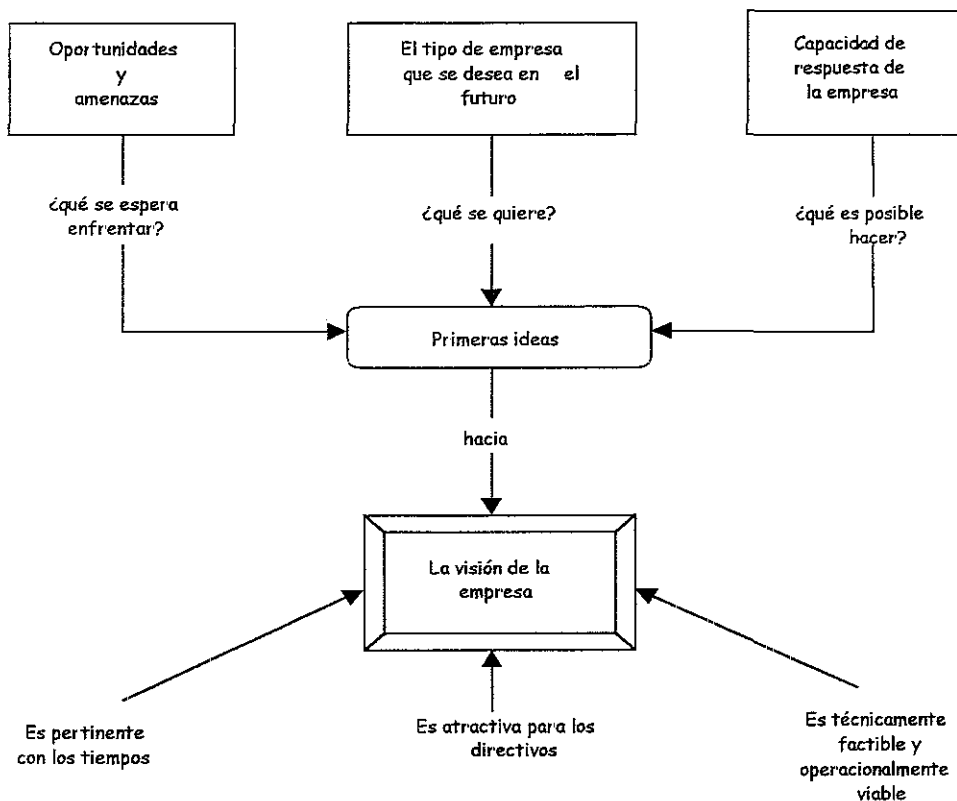 Oportunidades
y
amenazas
El tipo de empresa
que se desea en el
futuro
Capacidad de
respuesta de
la empresa
¿qué se espera
enfrentar?
¿qué se quiere?
¿qué es posible
hacer?
Primeras ideas
hacia
La visión de la
empresa
Es pertinente
con los tiempos
Es atractiva para los
directivos
Es técnicamente
factible y
operacionalmente
viable